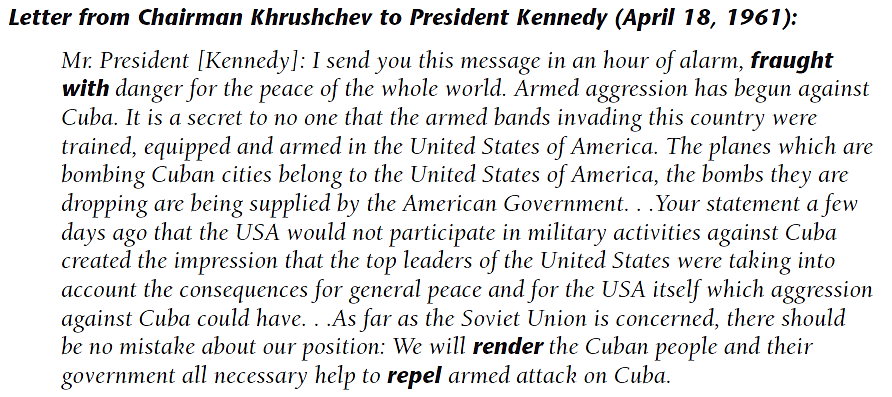 Letter from Chairman Khrushchev to President Kennedy (April 18, 1961):
Mr. President [Kennedy]: I send you this message in an hour of alarm, fraught
with danger for the peace of the whole world. Armed aggression has begun against
Cuba. It is a secret to no one that the armed bands invading this country were
trained, equipped and armed in the United States of America. The planes which are
bombing Cuban cities belong to the United States of America, the bombs they are
dropping are being supplied by the American Government. . .Your statement a few
days ago that the USA would not participate in military activities against Cuba
created the impression that the top leaders of the United States were taking into
account the consequences for general peace and for the USA itself which aggression
against Cuba could have. . .As far as the Soviet Union is concerned, there should
be no mistake about our position: We will render the Cuban people and their
government all necessary help to repel armed attack on Cuba.